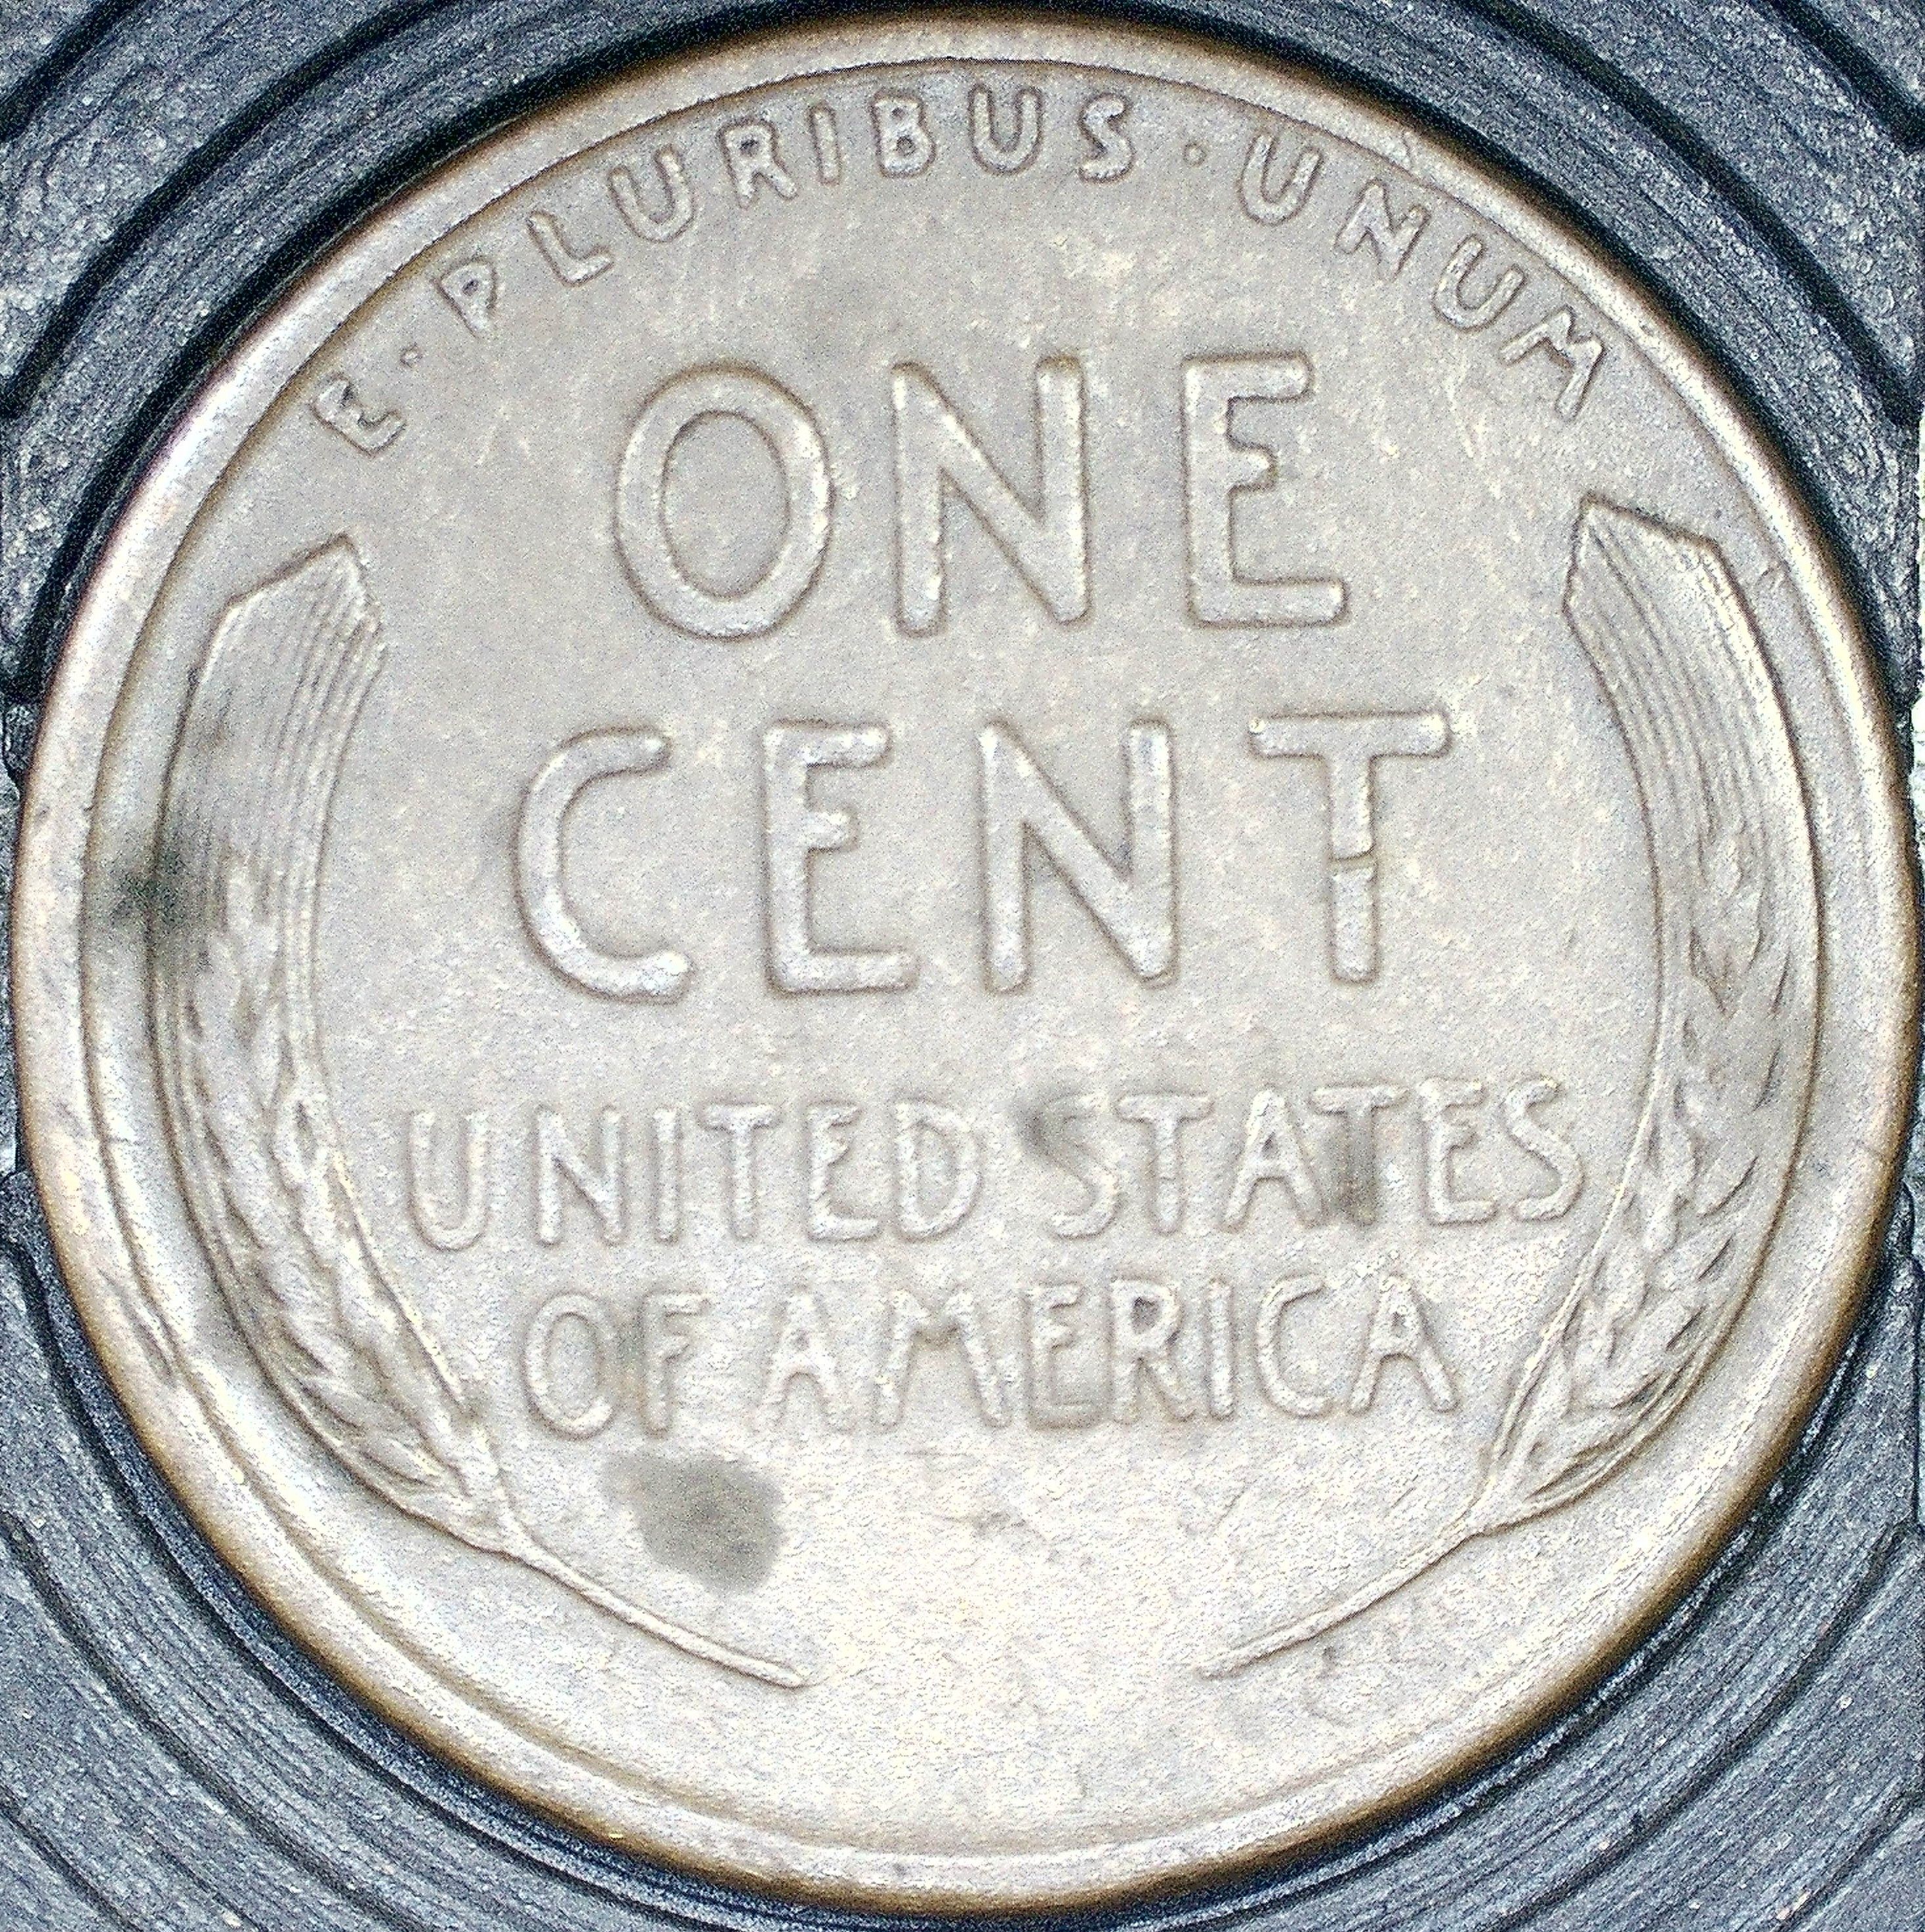 E · PLURIBUS · UNUM
ONE
CENT
UNITED STATES
OF AMERICA